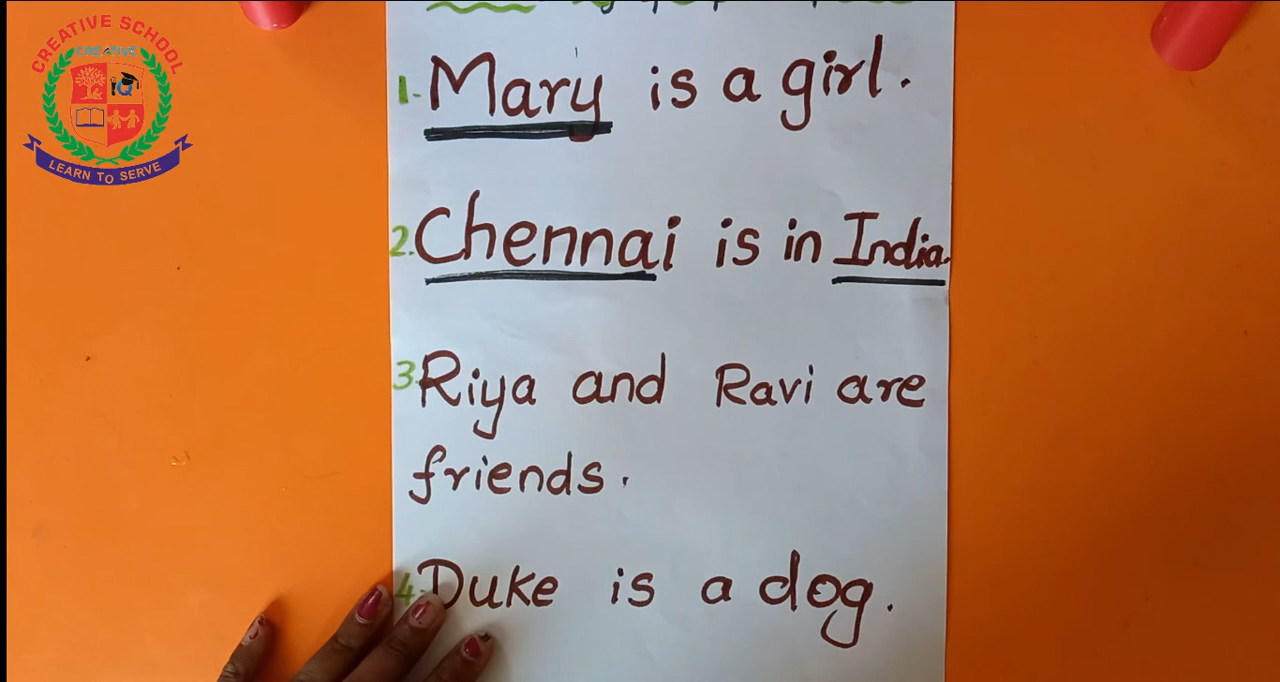 CREATIVE SCHOOL
CREATIVE
LEARN TO SERVE
1. Mary is a girl.
2. Chennai is in India.
3. Riya and Ravi are
friends.
4. Duke is a dog.